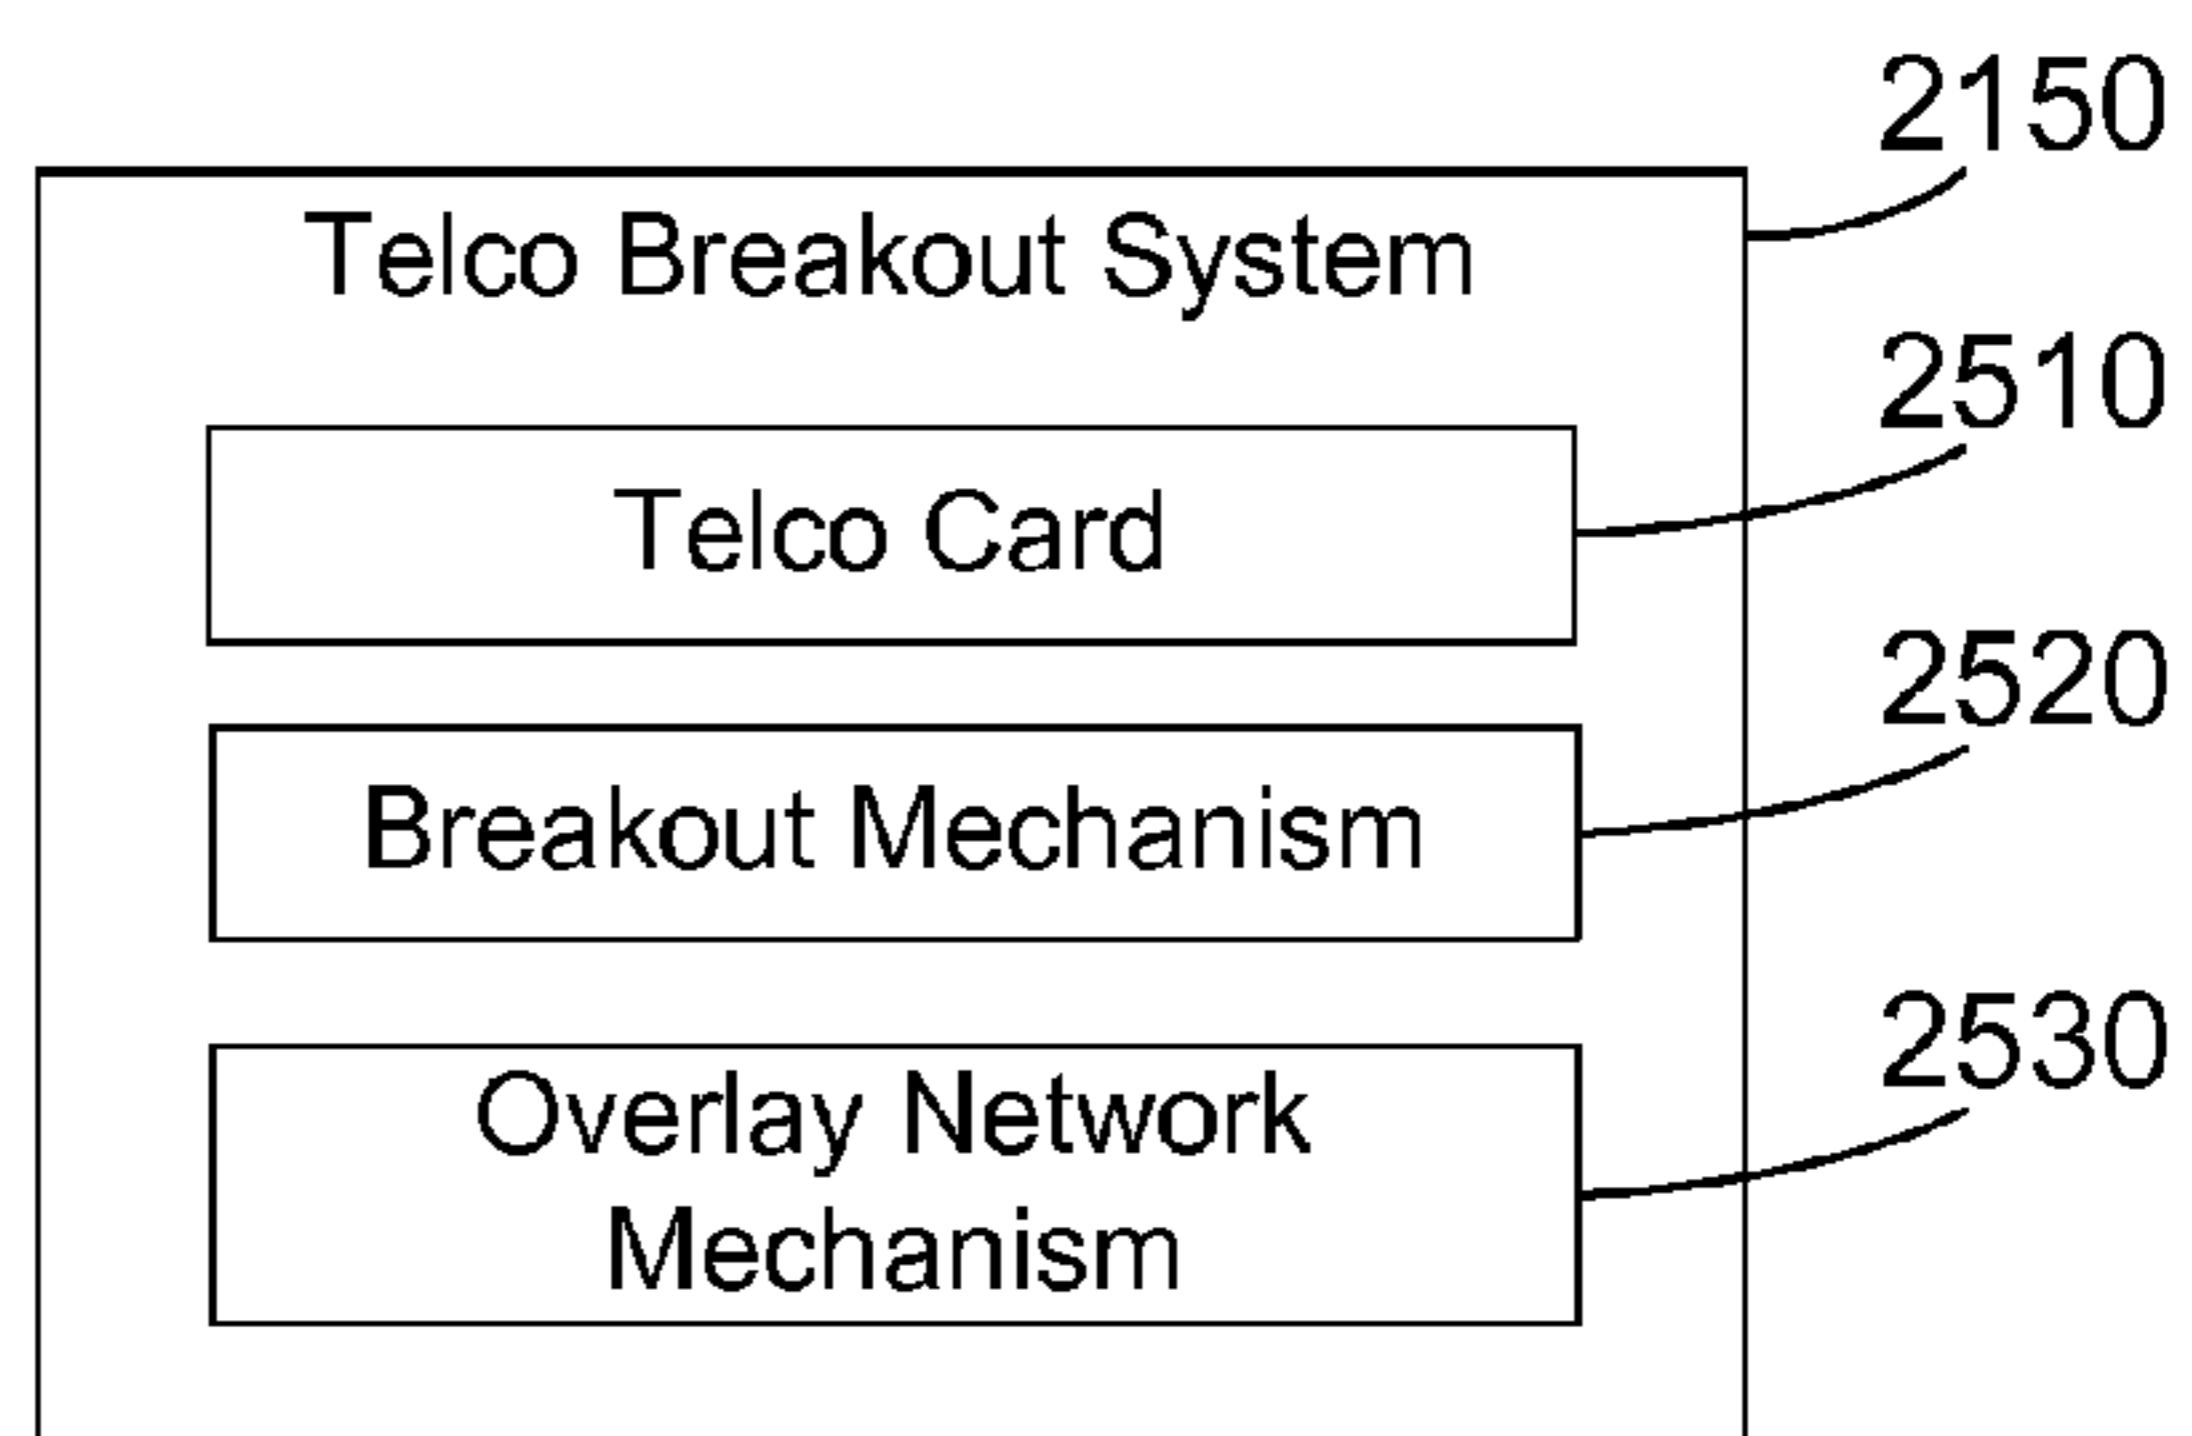 2150
Telco Breakout System
2510
Telco Card
2520
Breakout Mechanism
2530
Overlay Network
Mechanism